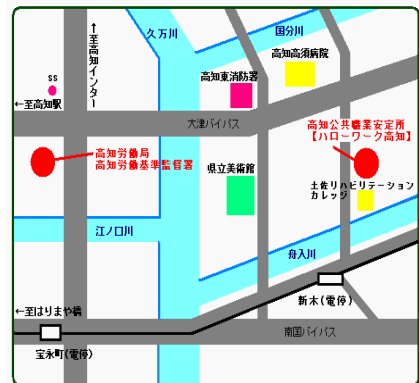 久万川
国分川
←至高知インター
高知高須病院
高知東消防署
ss
←至高知駅
大津バイパス
高知公共職業安定所
【ハローワーク高知】
高知労働局
高知労働基準監督署
県立美術館
土佐リハビリテーション
カレッジ
江ノ口川
舟入川
新木(電停)
←至はりまや橋
南国バイパス
宝永町(電停)